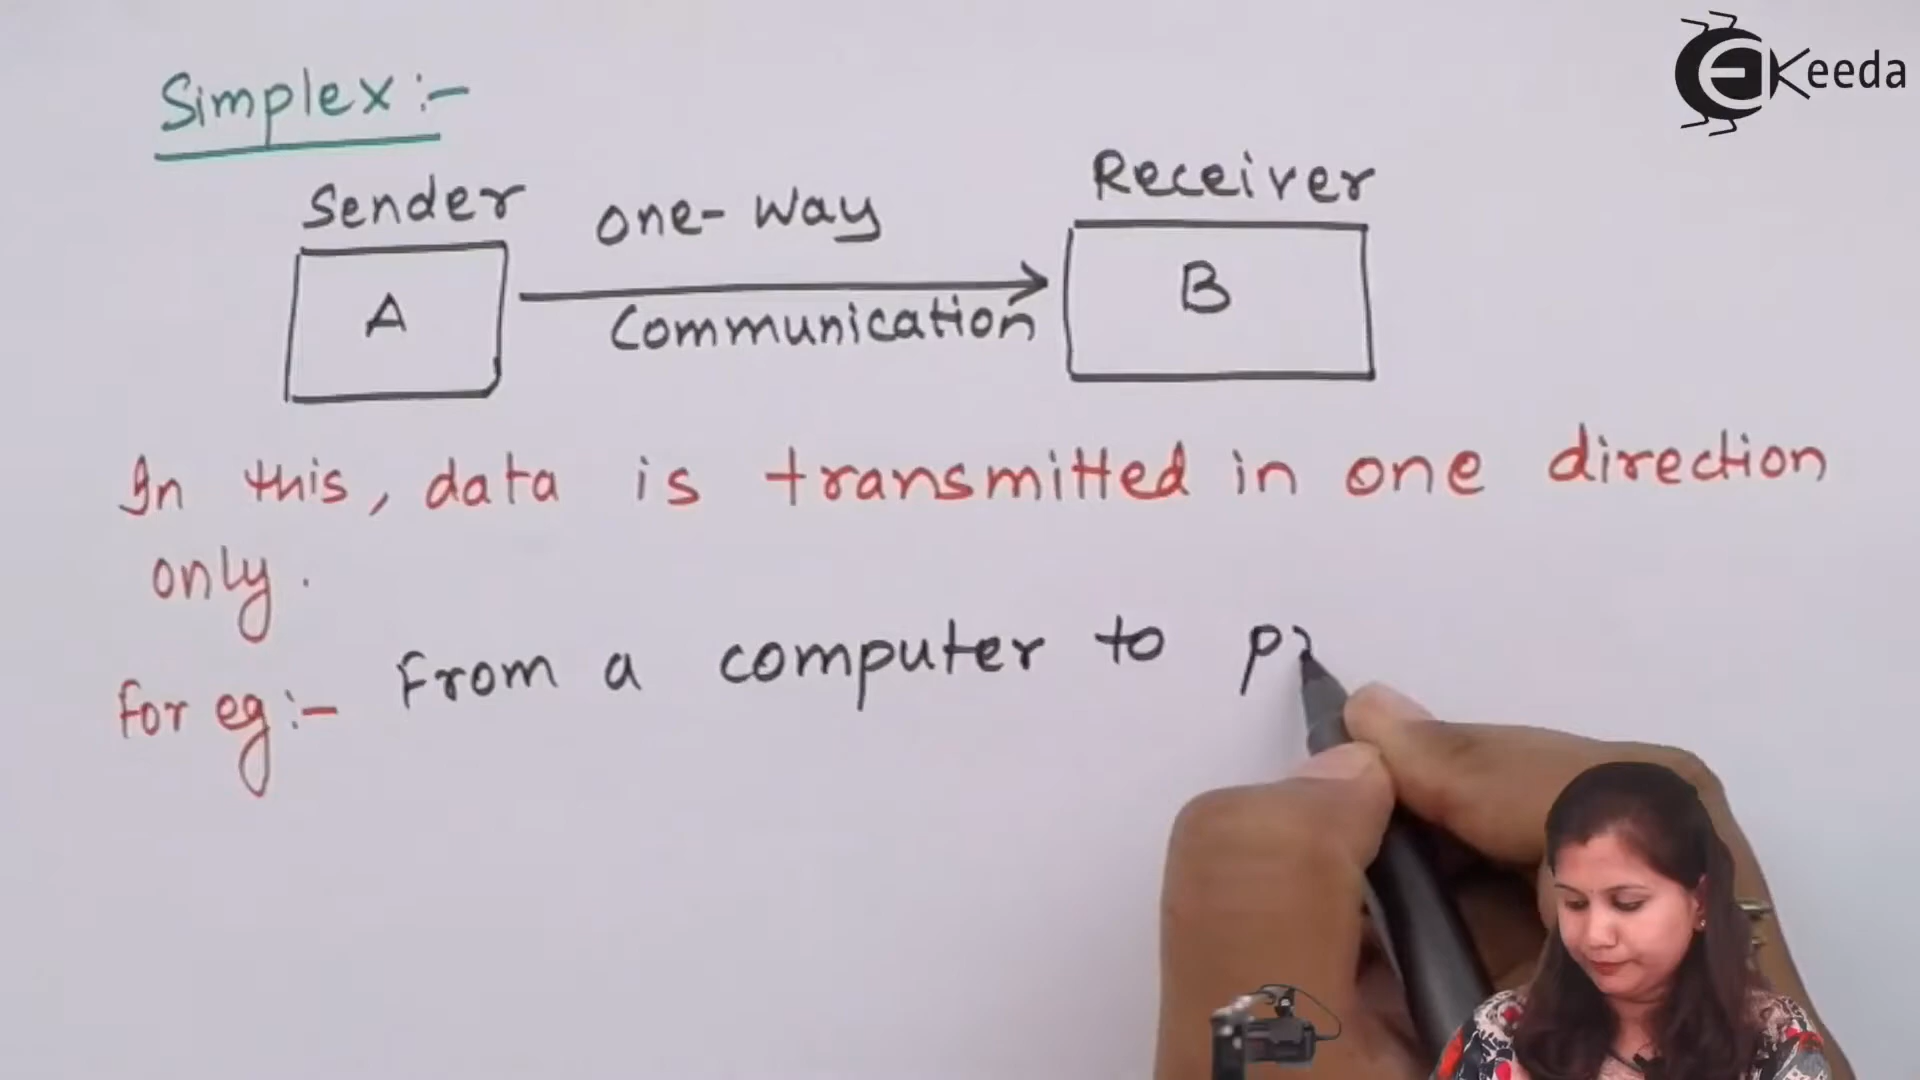 Simplex :-
Keeda
Sender
one-way
Receiver
A
B
Communication
In this, data is transmitted in one direction
only.
For eg :- From a computer to